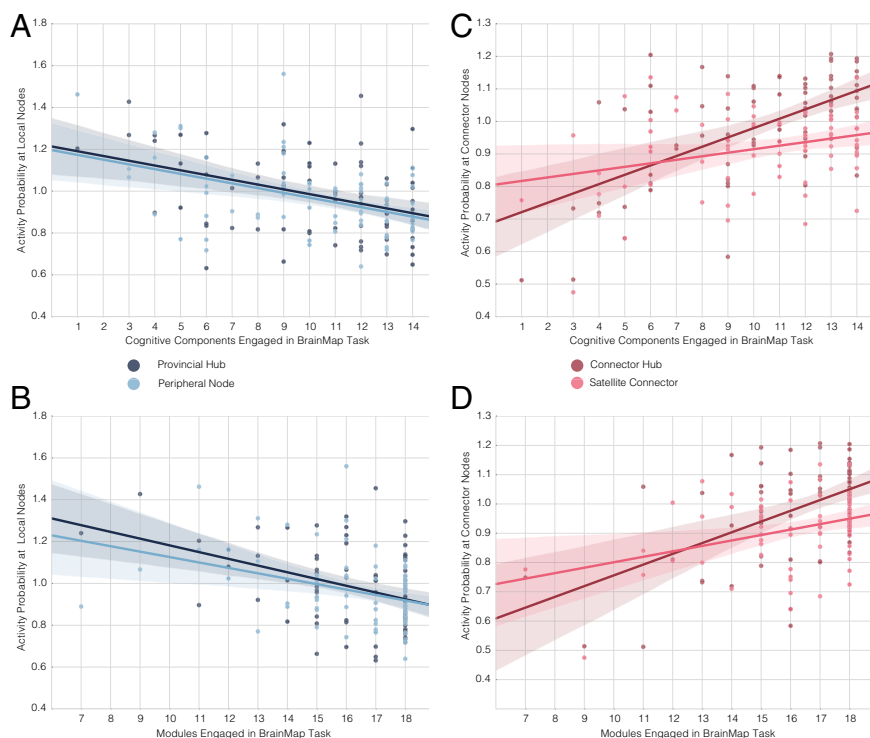 A
Activity Probability at Local Nodes
1.8
1.6
1.4
1.2
1.0
0.8
0.6
0.4
1 2 3 4 5 6 7 8 9 10 11 12 13 14
Cognitive Components Engaged in BrainMap Task
Provincial Hub
Peripheral Node
C
Activity Probability at Connector Nodes
1.3
1.2
1.1
1.0
0.9
0.8
0.7
0.6
0.5
0.4
1 2 3 4 5 6 7 8 9 10 11 12 13 14
Cognitive Components Engaged in BrainMap Task
Connector Hub
Satellite Connector
B
Activity Probability at Local Nodes
1.8
1.6
1.4
1.2
1.0
0.8
0.6
0.4
7 8 9 10 11 12 13 14 15 16 17 18
Modules Engaged in BrainMap Task
D
Activity Probability at Connector Nodes
1.3
1.2
1.1
1.0
0.9
0.8
0.7
0.6
0.5
0.4
7 8 9 10 11 12 13 14 15 16 17 18
Modules Engaged in BrainMap Task